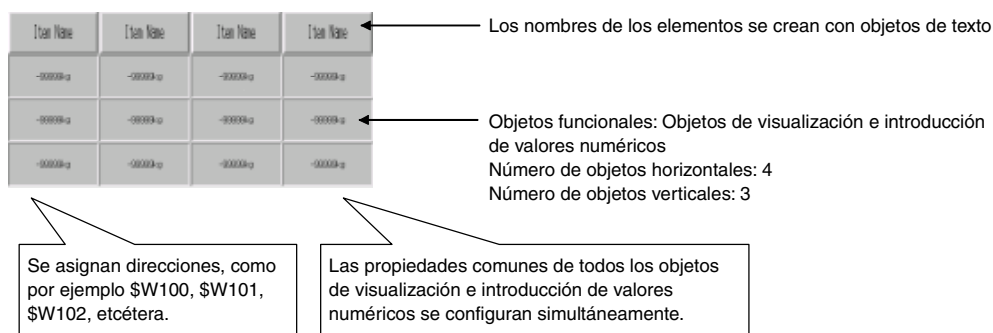 Item Name Item Name Item Name Item Name
Los nombres de los elementos se crean con objetos de texto
Objetos funcionales: Objetos de visualización e introducción
de valores numéricos
Número de objetos horizontales: 4
Número de objetos verticales: 3
Se asignan direcciones, como
por ejemplo $W100, $W101,
$W102, etcétera.
Las propiedades comunes de todos los objetos
de visualización e introducción de valores
numéricos se configuran simultáneamente.